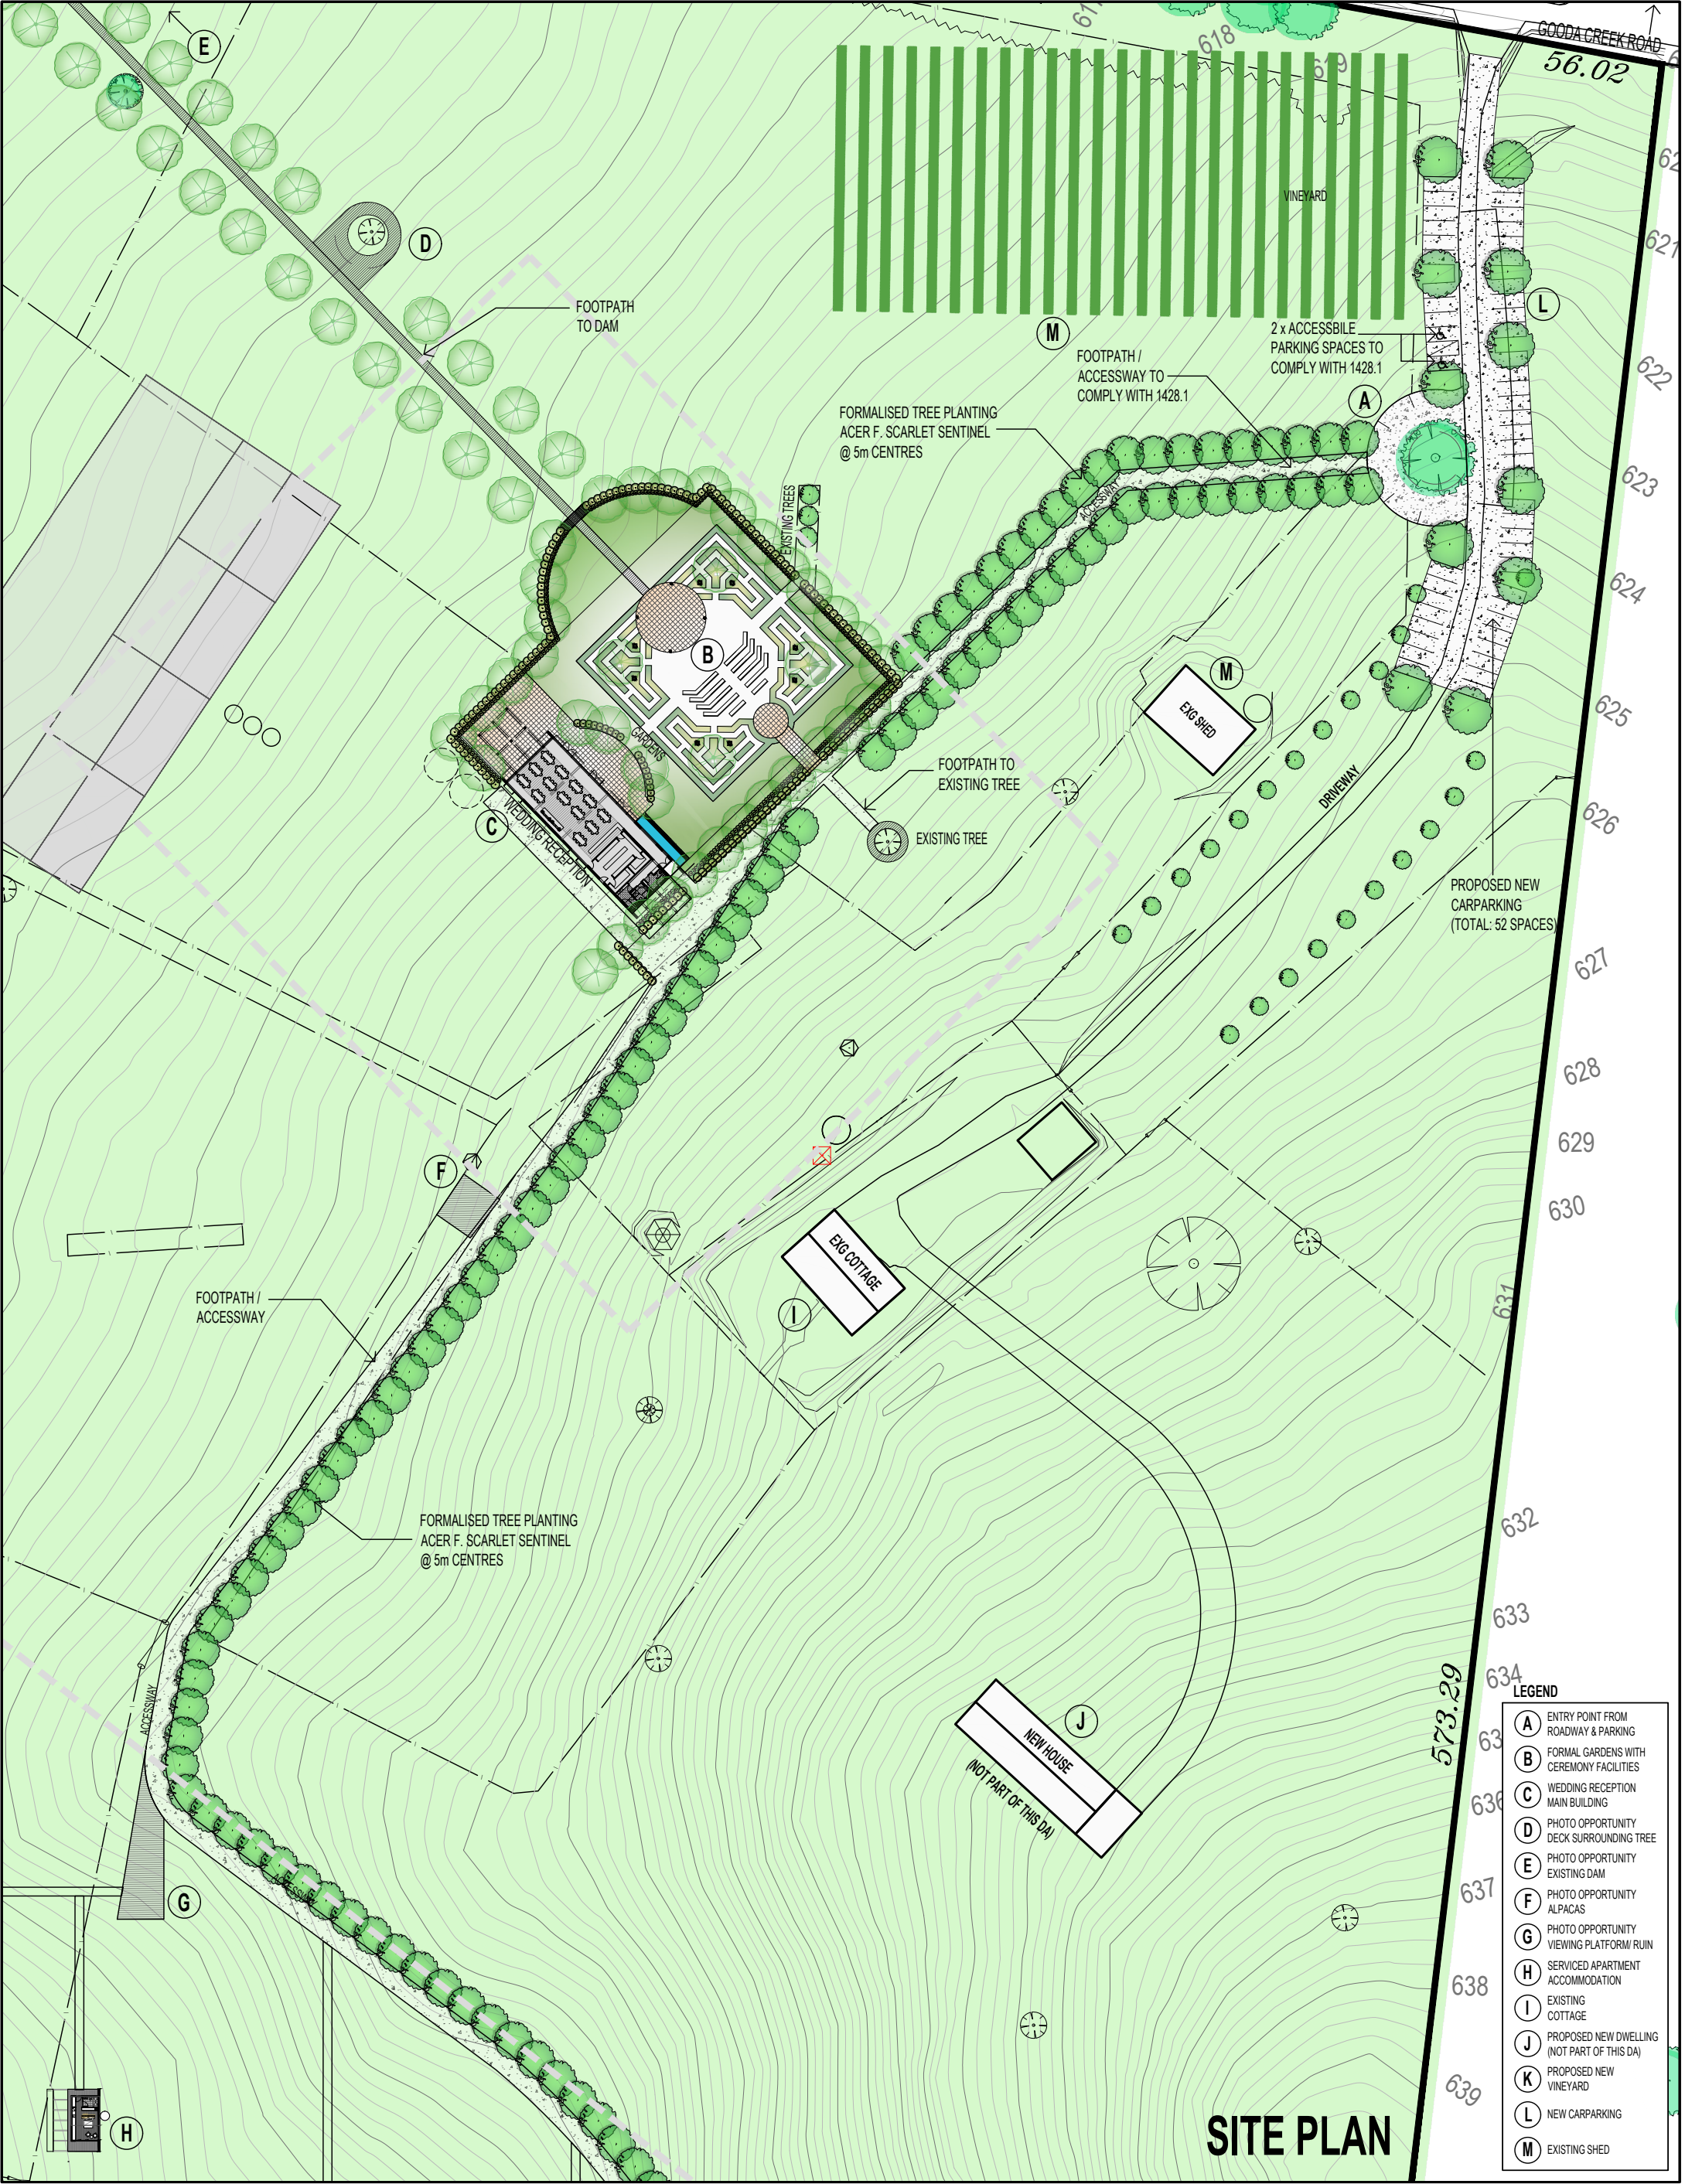 617
618
619
GOODA CREEK ROAD
56.02
E
D
VINEYARD
621
L
FOOTPATH
TO DAM
M
2 x ACCESSBILE
PARKING SPACES TO
COMPLY WITH 1428.1
622
FOOTPATH /
ACCESSWAY TO
COMPLY WITH 1428.1
A
FORMALISED TREE PLANTING
ACER F. SCARLET SENTINEL
@ 5m CENTRES
623
EXISTING TREES
ACCESSWAY
624
B
M
EXG SHED
625
GARDENS
FOOTPATH TO
EXISTING TREE
DRIVEWAY
626
C
WEDDING RECEPTION
EXISTING TREE
PROPOSED NEW
CARPARKING
(TOTAL: 52 SPACES)
627
628
629
F
630
EXG COTTAGE
I
631
FOOTPATH /
ACCESSWAY
FORMALISED TREE PLANTING
ACER F. SCARLET SENTINEL
@ 5m CENTRES
632
633
634
573.29
636
637
638
639
ACCESSWAY
NEW HOUSE
(NOT PART OF THIS DA)
J
G
H
SITE PLAN
LEGEND
A ENTRY POINT FROM
ROADWAY & PARKING
B FORMAL GARDENS WITH
CEREMONY FACILITIES
C WEDDING RECEPTION
MAIN BUILDING
D PHOTO OPPORTUNITY
DECK SURROUNDING TREE
E PHOTO OPPORTUNITY
EXISTING DAM
F PHOTO OPPORTUNITY
ALPACAS
G PHOTO OPPORTUNITY
VIEWING PLATFORM/ RUIN
H SERVICED APARTMENT
ACCOMMODATION
I EXISTING
COTTAGE
J PROPOSED NEW DWELLING
(NOT PART OF THIS DA)
K PROPOSED NEW
VINEYARD
L NEW CARPARKING
M EXISTING SHED